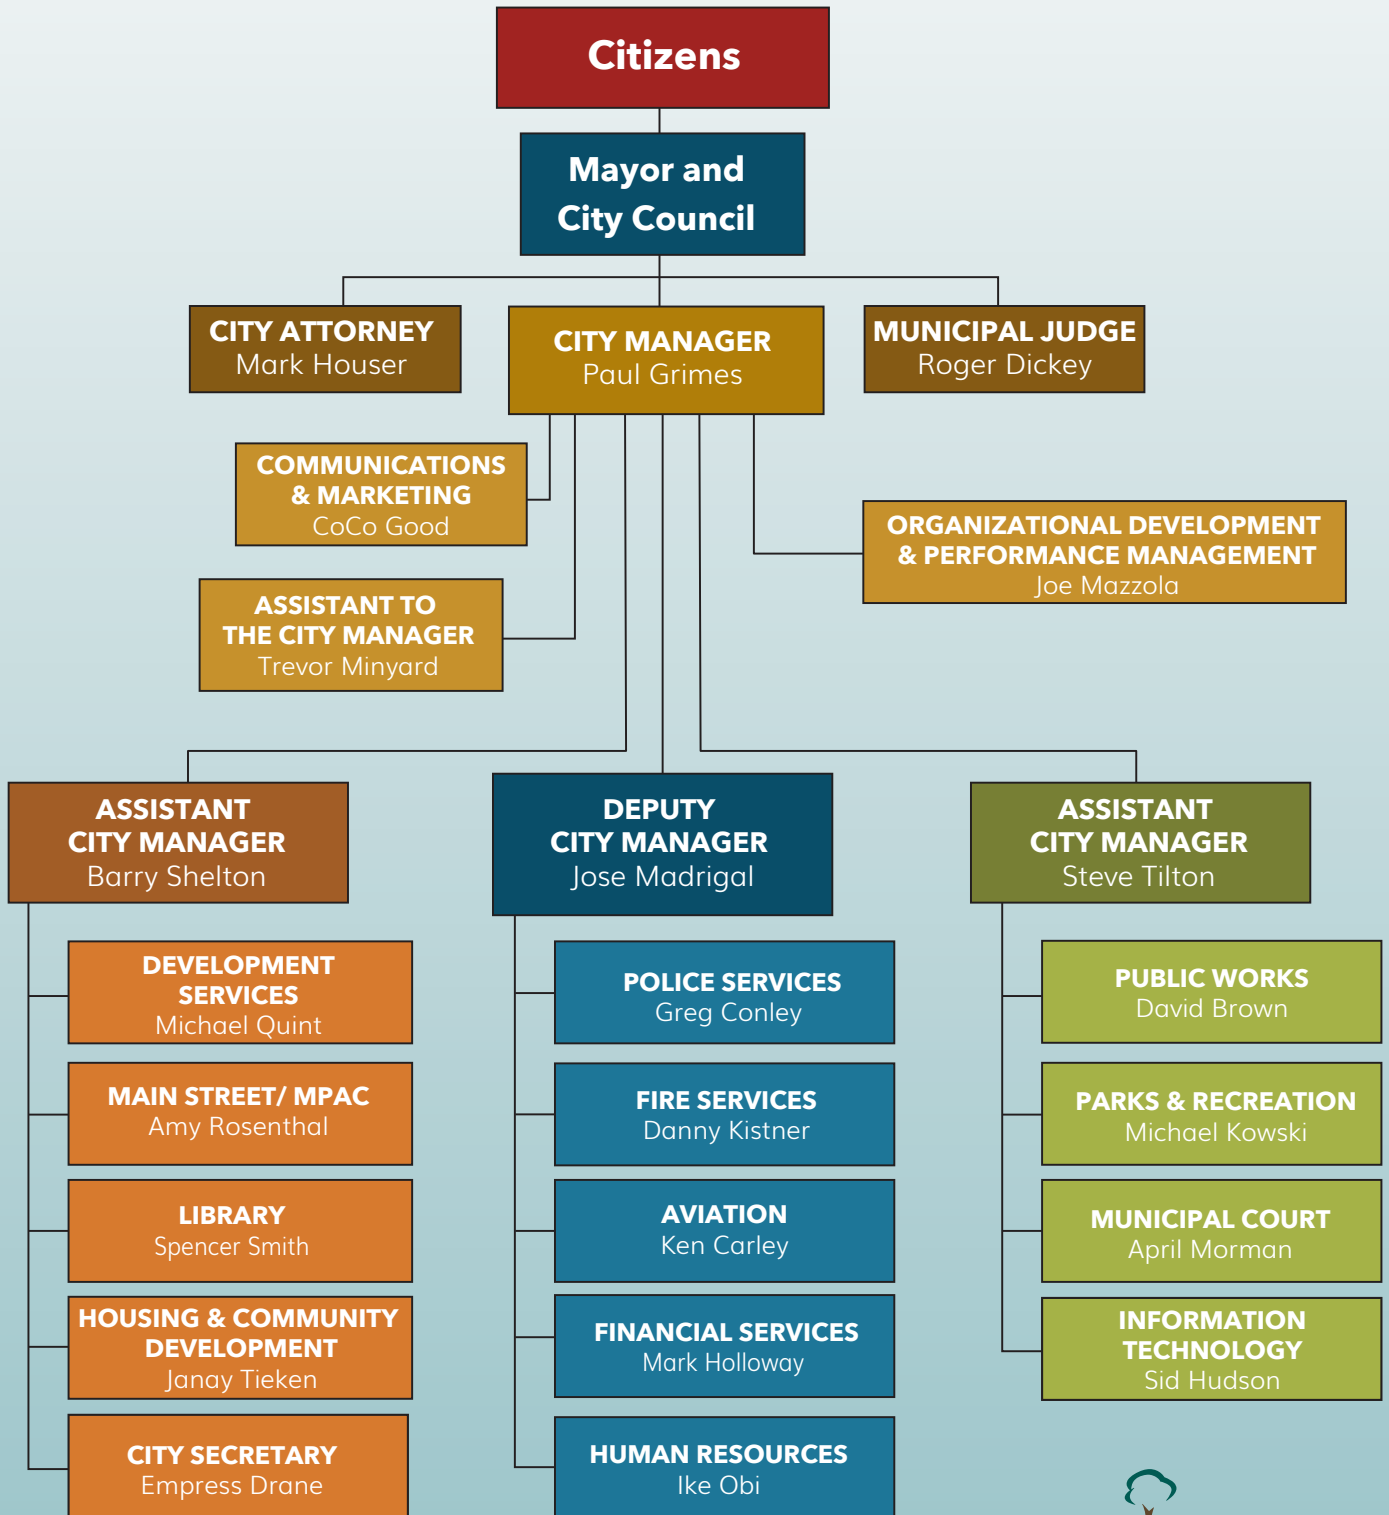 Citizens
Mayor and
City Council
CITY ATTORNEY
Mark Houser
CITY MANAGER
Paul Grimes
MUNICIPAL JUDGE
Roger Dickey
COMMUNICATIONS
& MARKETING
CoCo Good
ORGANIZATIONAL DEVELOPMENT
& PERFORMANCE MANAGEMENT
Joe Mazzola
ASSISTANT TO
THE CITY MANAGER
Trevor Minyard
ASSISTANT
CITY MANAGER
Barry Shelton
DEVELOPMENT
SERVICES
Michael Quint
MAIN STREET/ MPAC
Amy Rosenthal
LIBRARY
Spencer Smith
HOUSING & COMMUNITY
DEVELOPMENT
Janay Tieken
CITY SECRETARY
Empress Drane
DEPUTY
CITY MANAGER
Jose Madrigal
POLICE SERVICES
Greg Conley
FIRE SERVICES
Danny Kistner
AVIATION
Ken Carley
FINANCIAL SERVICES
Mark Holloway
HUMAN RESOURCES
Ike Obi
ASSISTANT
CITY MANAGER
Steve Tilton
PUBLIC WORKS
David Brown
PARKS & RECREATION
Michael Kowski
MUNICIPAL COURT
April Morman
INFORMATION
TECHNOLOGY
Sid Hudson